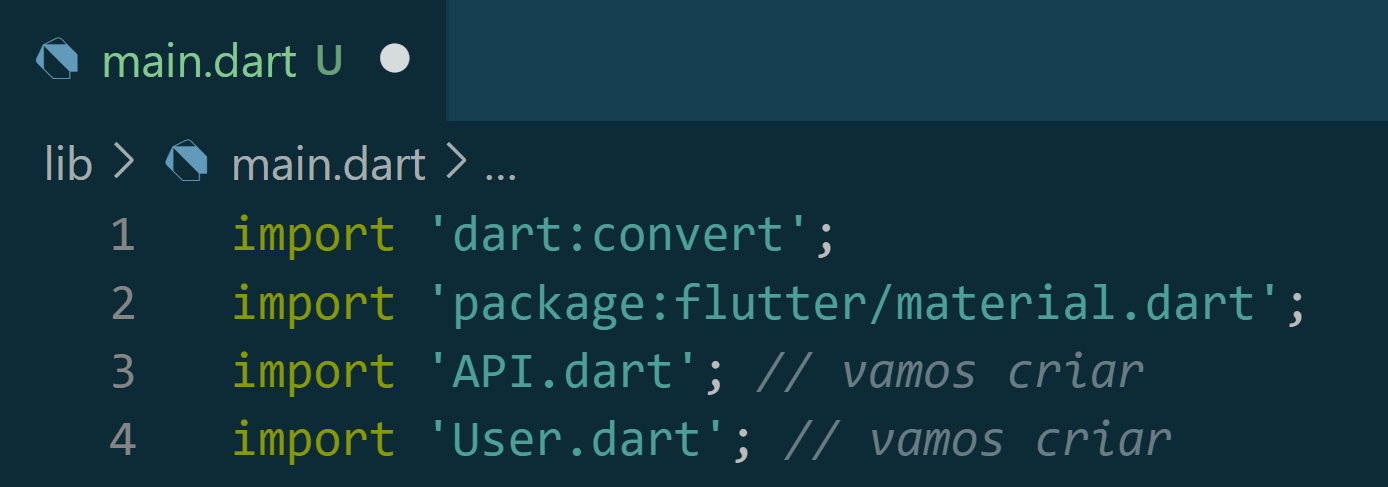 main.dart U
lib > main.dart > ...
1 import 'dart:convert';
2 import 'package:flutter/material.dart';
3 import 'API.dart'; // vamos criar
4 import 'User.dart'; // vamos criar